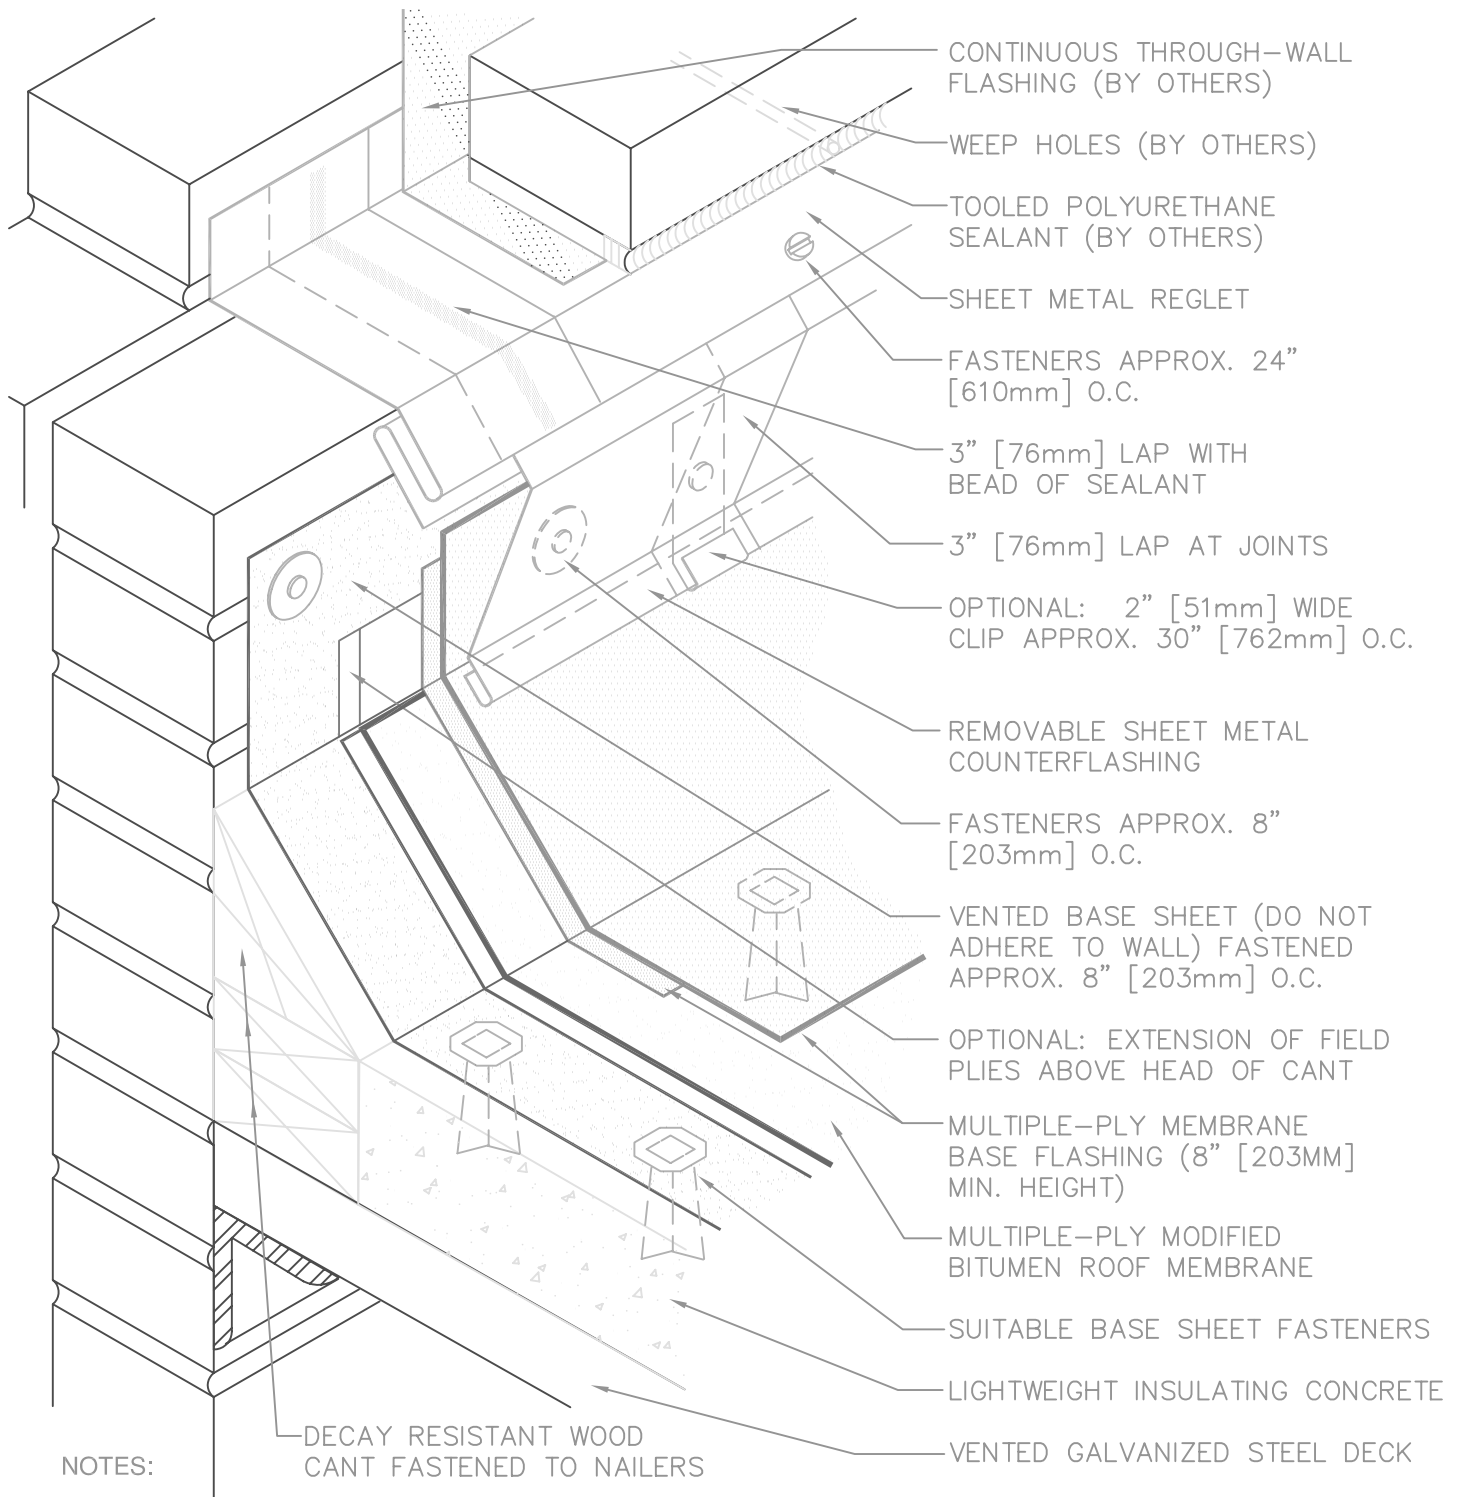 CONTINUOUS THROUGH-WALL
FLASHING (BY OTHERS)
WEEP HOLES (BY OTHERS)
TOOLED POLYURETHANE
SEALANT (BY OTHERS)
SHEET METAL REGLET
FASTENERS APPROX. 24”
[610mm] O.C.
3” [76mm] LAP WITH
BEAD OF SEALANT
3” [76mm] LAP AT JOINTS
OPTIONAL: 2” [51mm] WIDE
CLIP APPROX. 30” [762mm] O.C.
REMOVABLE SHEET METAL
COUNTERFLASHING
FASTENERS APPROX. 8”
[203mm] O.C.
VENTED BASE SHEET (DO NOT
ADHERE TO WALL) FASTENED
APPROX. 8” [203mm] O.C.
OPTIONAL: EXTENSION OF FIELD
PLIES ABOVE HEAD OF CANT
MULTIPLE-PLY MEMBRANE
BASE FLASHING (8” [203MM]
MIN. HEIGHT)
MULTIPLE-PLY MODIFIED
BITUMEN ROOF MEMBRANE
SUITABLE BASE SHEET FASTENERS
LIGHTWEIGHT INSULATING CONCRETE
VENTED GALVANIZED STEEL DECK
DECAY RESISTANT WOOD
CANT FASTENED TO NAILERS
NOTES: